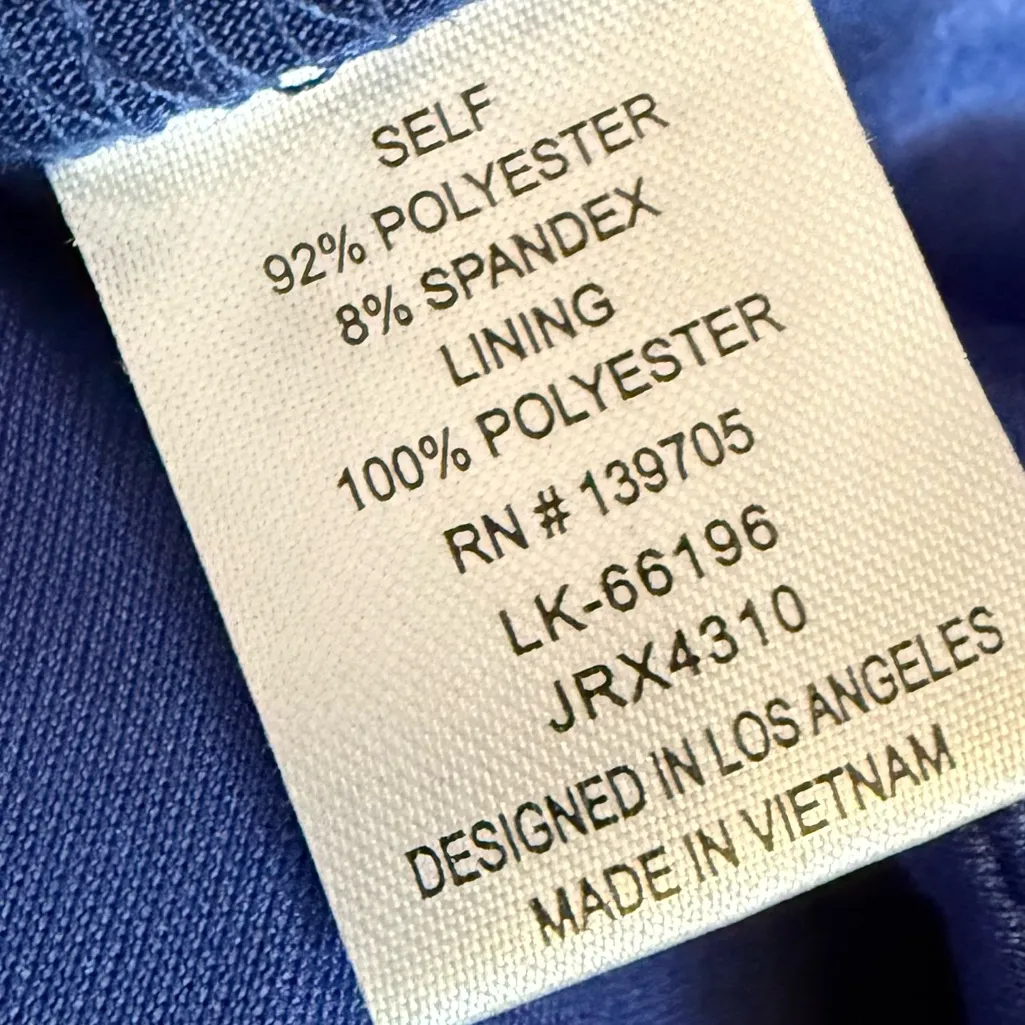 SELF
92% POLYESTER
8% SPANDEX
LINING
100% POLYESTER
RN # 139705
LK-66196
JRX4310
DESIGNED IN LOS ANGELES
MADE IN VIETNAM